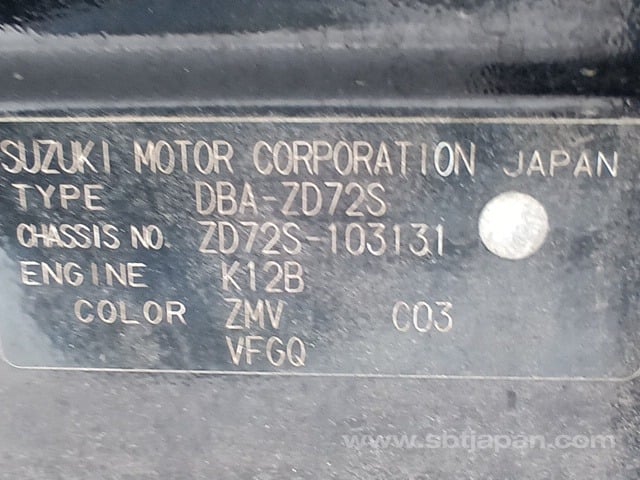 SUZUKI MOTOR CORPORATION JAPAN
TYPE DBA-ZD72S
CHASSIS NO. ZD72S-103131
ENGINE K12B
COLOR ZMV C03
VFGQ
www.sbtjapan.com